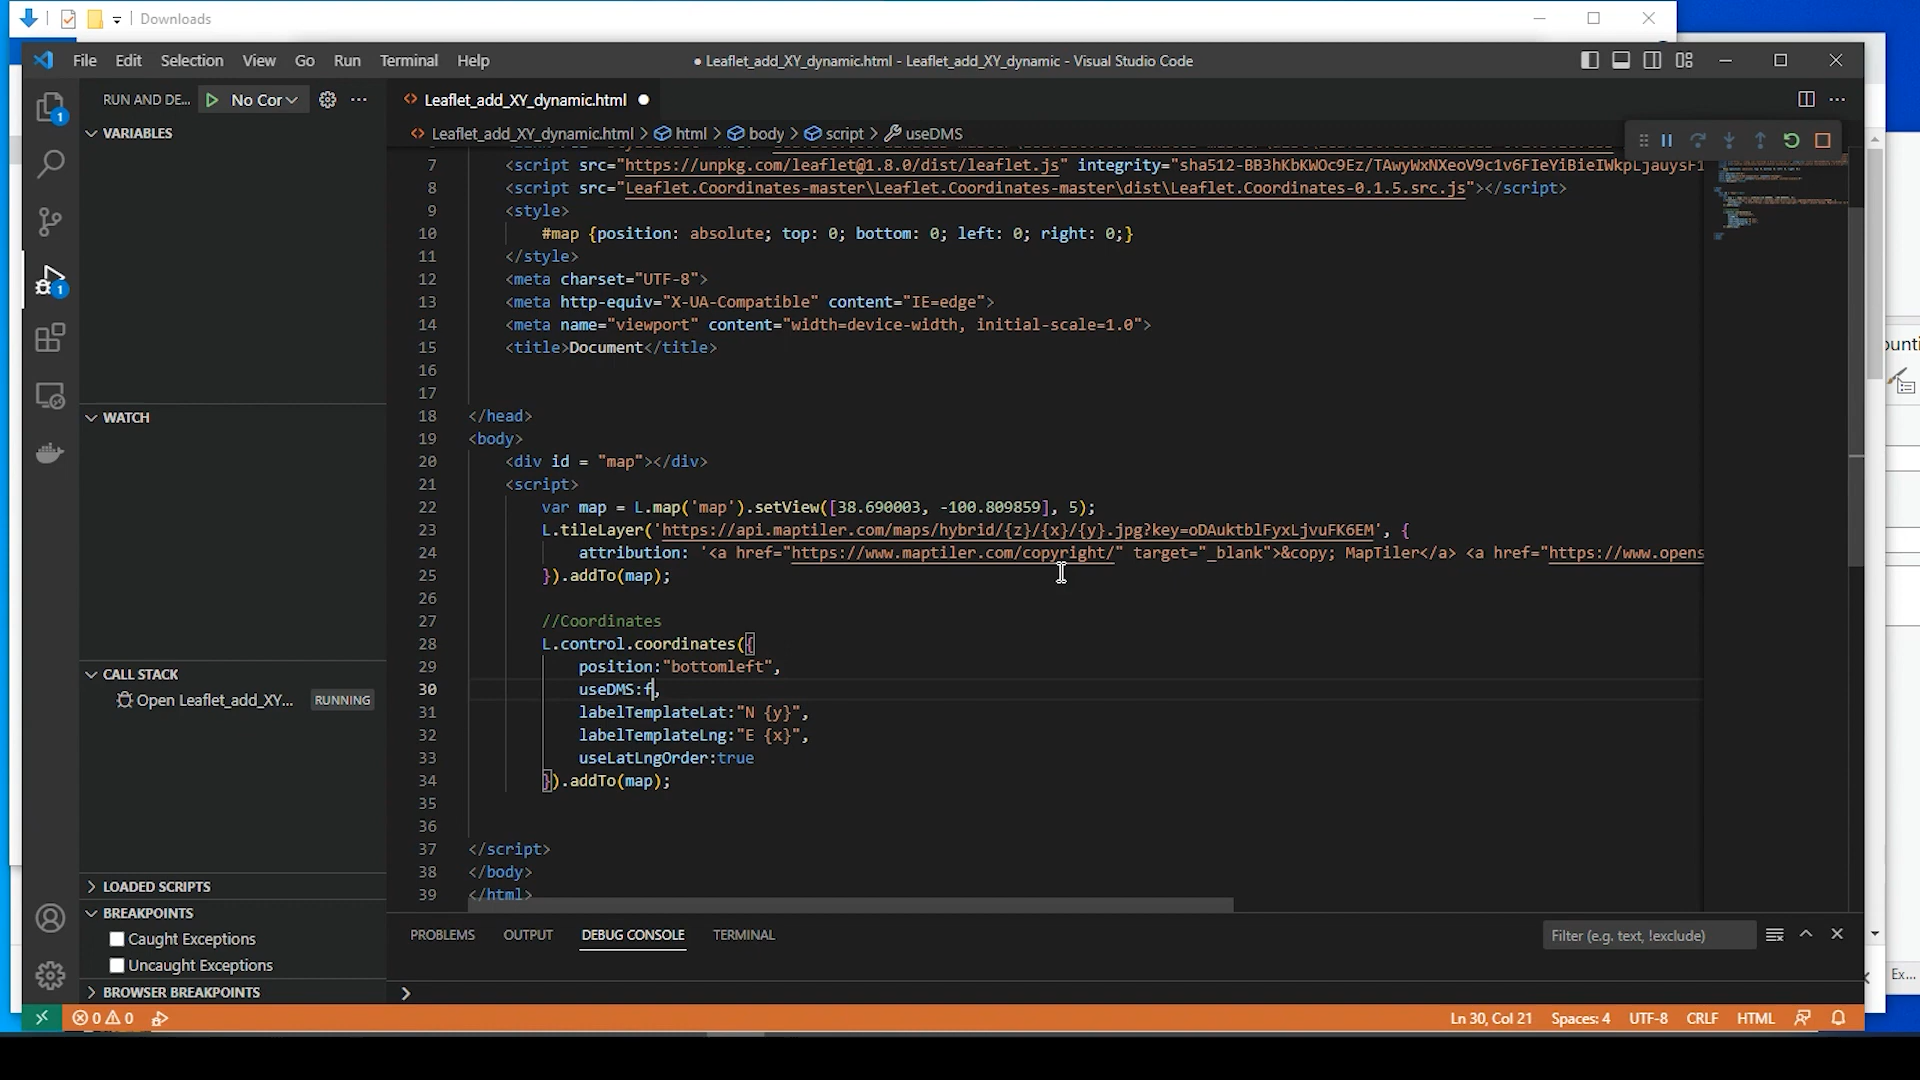 Downloads
File Edit Selection View Go Run Terminal Help
● Leaflet_add_XY_dynamic.html - Leaflet_add_XY_dynamic - Visual Studio Code
RUN AND DE... No Cor
Leaflet_add_XY_dynamic.html ●
Leaflet_add_XY_dynamic.html > html > body > script > useDMS
VARIABLES
WATCH
CALL STACK
Open Leaflet_add_XY... RUNNING
LOADED SCRIPTS
BREAKPOINTS
Caught Exceptions
Uncaught Exceptions
BROWSER BREAKPOINTS
7 <script src="https://unpkg.com/leaflet@1.8.0/dist/leaflet.js" integrity="sha512-BB3hKbKWOc9Ez/TAwyWxNXeoV9c1v6FIeYiBieIWkpLjauysF1
8 <script src="Leaflet.Coordinates-master\Leaflet.Coordinates-master\dist\Leaflet.Coordinates-0.1.5.src.js"></script>
9 <style>
10 #map {position: absolute; top: 0; bottom: 0; left: 0; right: 0;}
11 </style>
12 <meta charset="UTF-8">
13 <meta http-equiv="X-UA-Compatible" content="IE=edge">
14 <meta name="viewport" content="width=device-width, initial-scale=1.0">
15 <title>Document</title>
16
17
18 </head>
19 <body>
20 <div id = "map"></div>
21 <script>
22 var map = L.map('map').setView([38.690003, -100.809859], 5);
23 L.tileLayer('https://api.maptiler.com/maps/hybrid/{z}/{x}/{y}.jpg?key=oDAuktblFyxLjvuFK6EM', {
24 attribution: '<a href="https://www.maptiler.com/copyright/" target="_blank">&copy; MapTiler</a> <a href="https://www.opens
25 }).addTo(map);
26
27 //Coordinates
28 L.control.coordinates({
29 position:"bottomleft",
30 useDMS:f,
31 labelTemplateLat:"N {y}",
32 labelTemplateLng:"E {x}",
33 useLatLngOrder:true
34 }).addTo(map);
35
36
37 </script>
38 </body>
39 </html>
PROBLEMS OUTPUT DEBUG CONSOLE TERMINAL
Filter (e.g. text, !exclude)
0 0
Ln 30, Col 21 Spaces: 4 UTF-8 CRLF HTML
ounti
Ex...
1
1